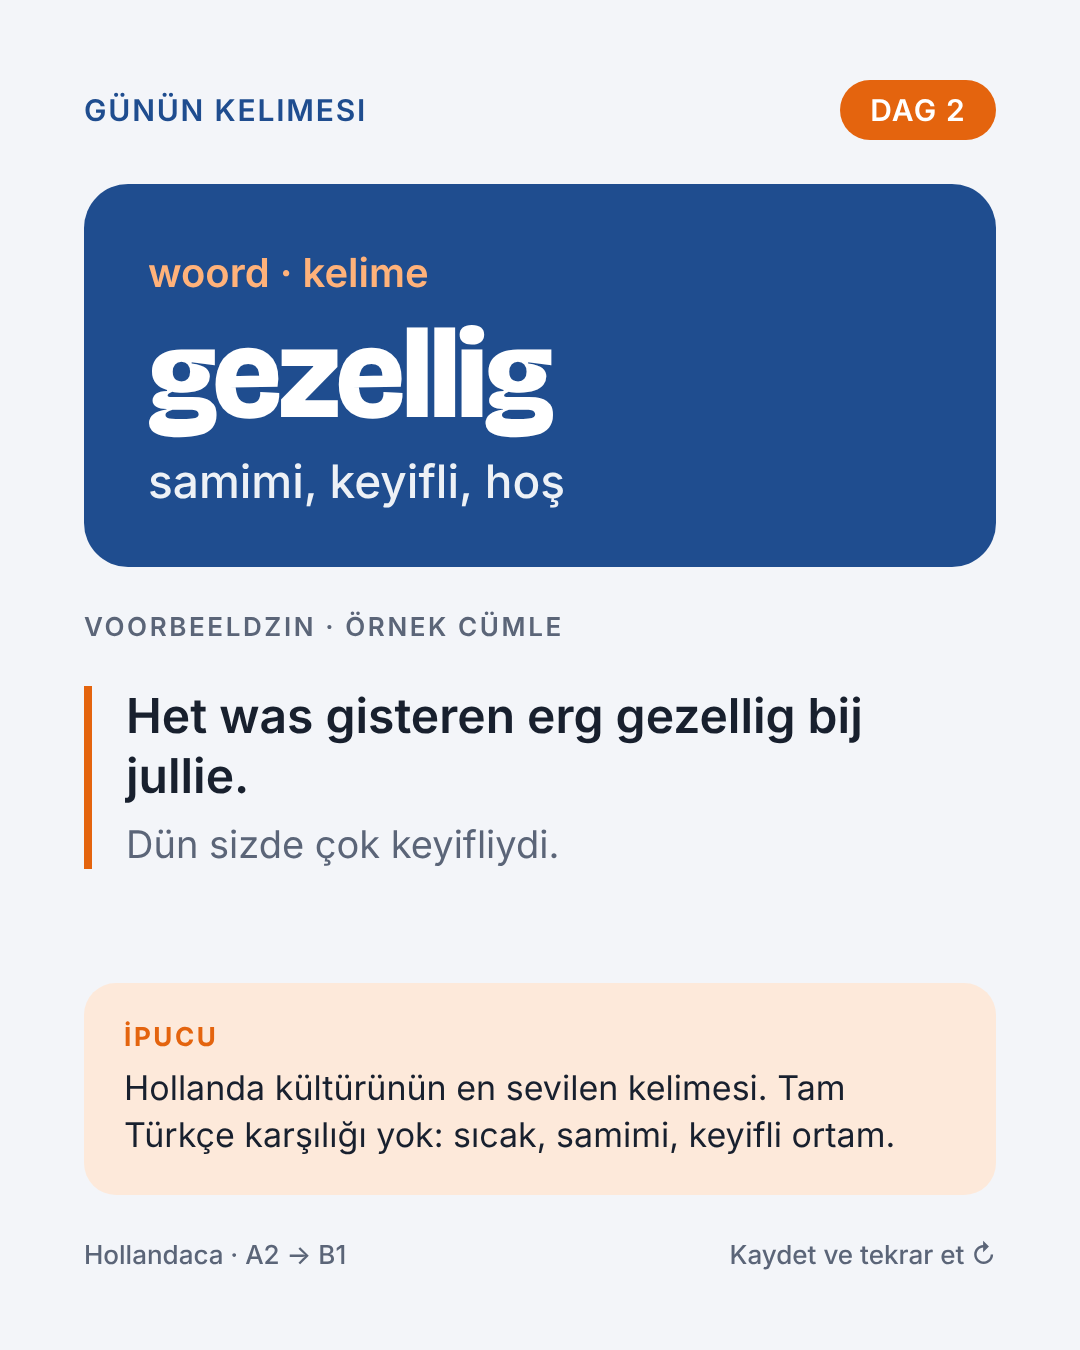 GÜNÜN KELIMESI
DAG 2
woord · kelime
gezellig
samimi, keyifli, hoş
VOORBEELDZIN · ÖRNEK CÜMLE
Het was gisteren erg gezellig bij
jullie.
Dün sizde çok keyifliydi.
İPUCU
Hollanda kültürünün en sevilen kelimesi. Tam
Türkçe karşılığı yok: sıcak, samimi, keyifli ortam.
Hollandaca · A2 → B1
Kaydet ve tekrar et ↻